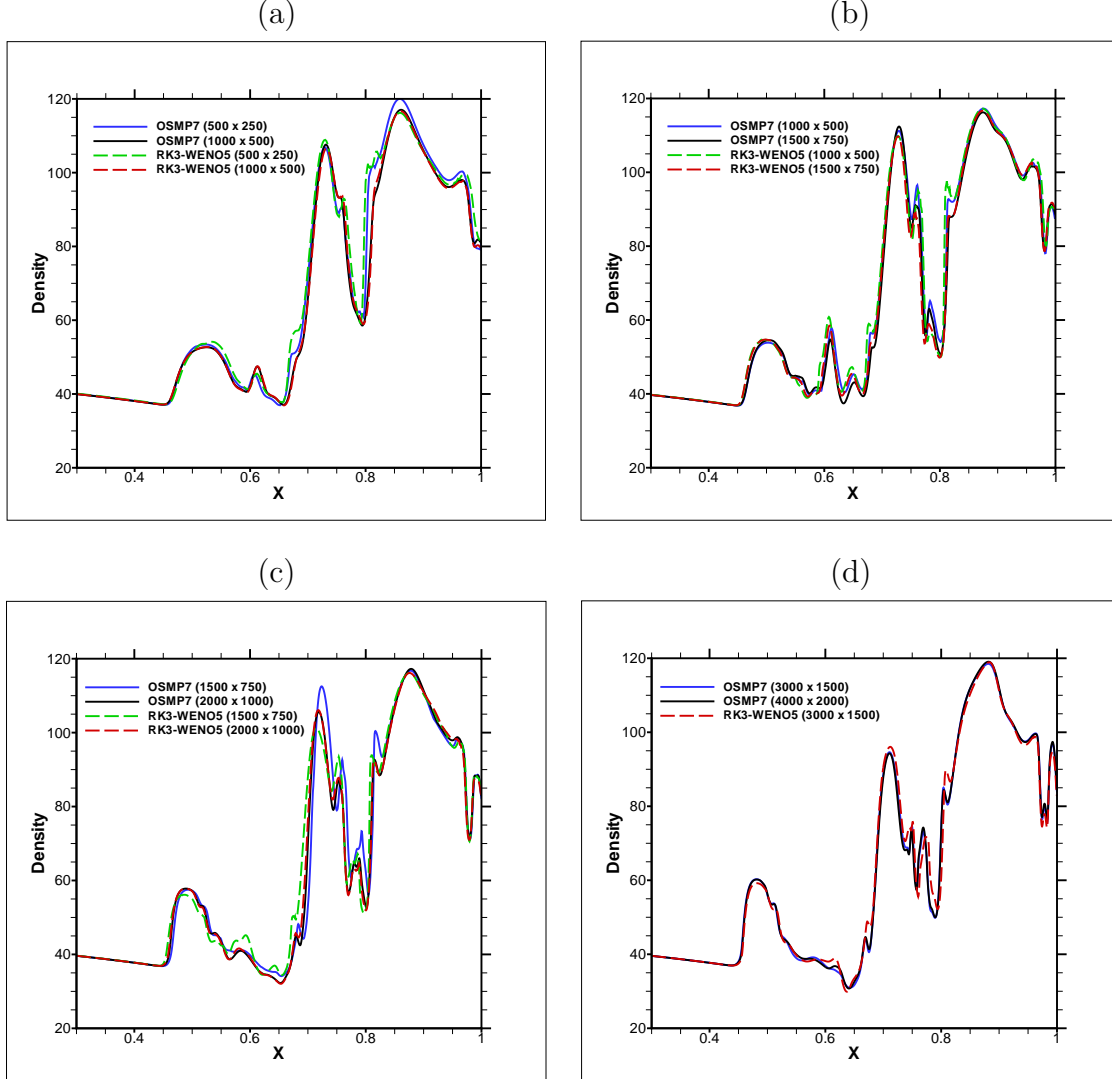 (a)
120
100
80
60
40
20
Density
OSMP7 (500 x 250)
OSMP7 (1000 x 500)
RK3-WENO5 (500 x 250)
RK3-WENO5 (1000 x 500)
0.4 0.6 0.8 1
X
(b)
120
100
80
60
40
20
Density
OSMP7 (1000 x 500)
OSMP7 (1500 x 750)
RK3-WENO5 (1000 x 500)
RK3-WENO5 (1500 x 750)
0.4 0.6 0.8 1
X
(c)
120
100
80
60
40
20
Density
OSMP7 (1500 x 750)
OSMP7 (2000 x 1000)
RK3-WENO5 (1500 x 750)
RK3-WENO5 (2000 x 1000)
0.4 0.6 0.8 1
X
(d)
120
100
80
60
40
20
Density
OSMP7 (3000 x 1500)
OSMP7 (4000 x 2000)
RK3-WENO5 (3000 x 1500)
0.4 0.6 0.8 1
X